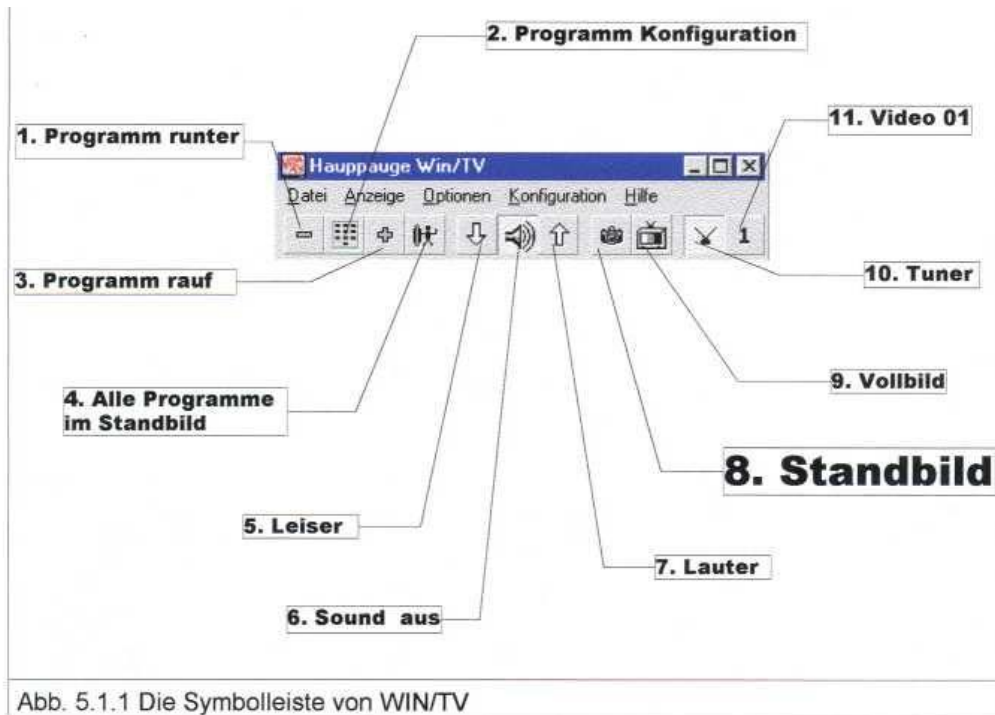 2. Programm Konfiguration
1. Programm runter
11. Video 01
Hauppauge Win/TV
Datei Anzeige Optionen Konfiguration Hilfe
1
3. Programm rauf
10. Tuner
4. Alle Programme
im Standbild
9. Vollbild
8. Standbild
5. Leiser
7. Lauter
6. Sound aus
Abb. 5.1.1 Die Symbolleiste von WIN/TV